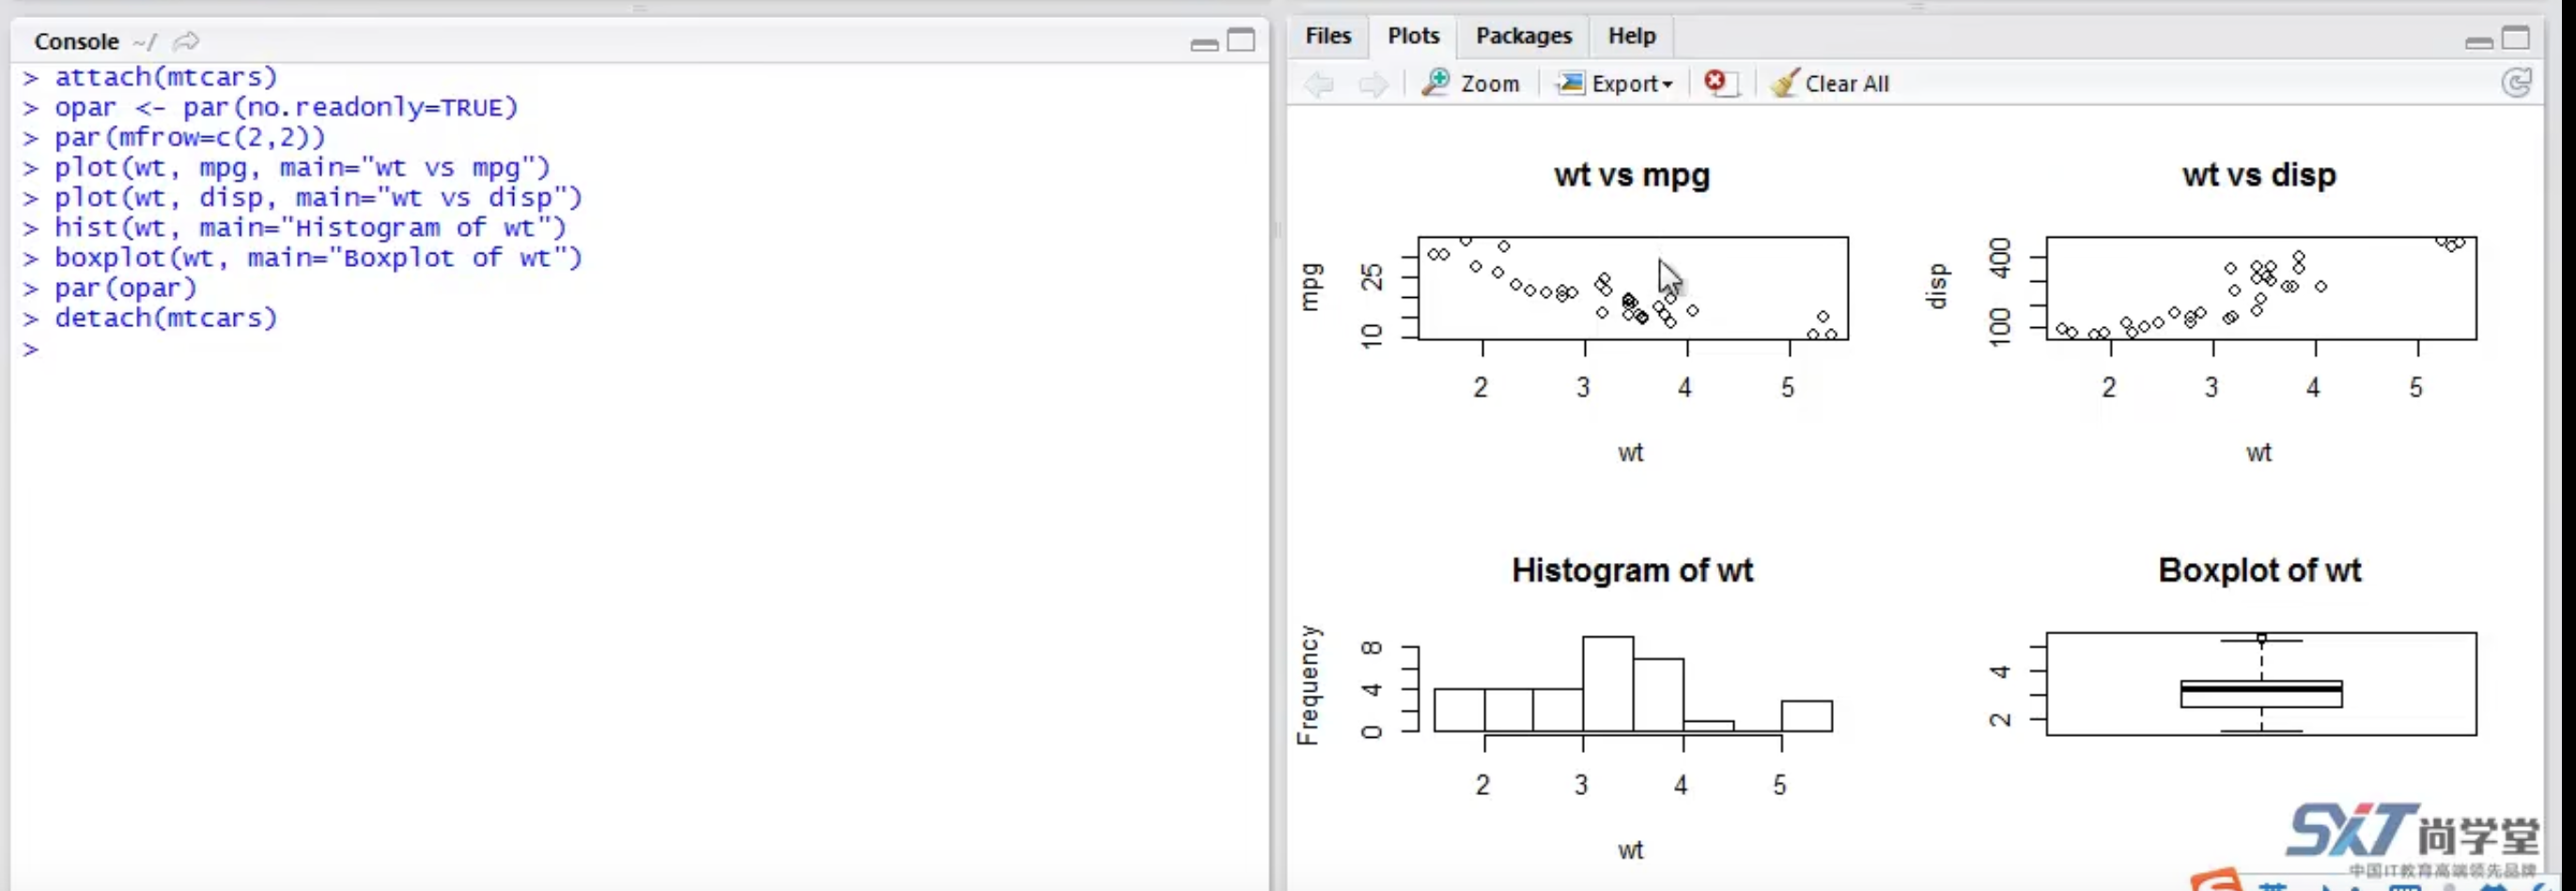 Console ~/
> attach(mtcars)
> opar <- par(no.readonly=TRUE)
> par(mfrow=c(2,2))
> plot(wt, mpg, main="wt vs mpg")
> plot(wt, disp, main="wt vs disp")
> hist(wt, main="Histogram of wt")
> boxplot(wt, main="Boxplot of wt")
> par(opar)
> detach(mtcars)
>
Files Plots Packages Help
Zoom Export Clear All
wt vs mpg
mpg
25
10
2 3 4 5
wt
wt vs disp
disp
400
100
2 3 4 5
wt
Histogram of wt
Frequency
8
4
0
2 3 4 5
wt
Boxplot of wt
4
2
SXT尚学堂
中国IT教育高端领先品牌